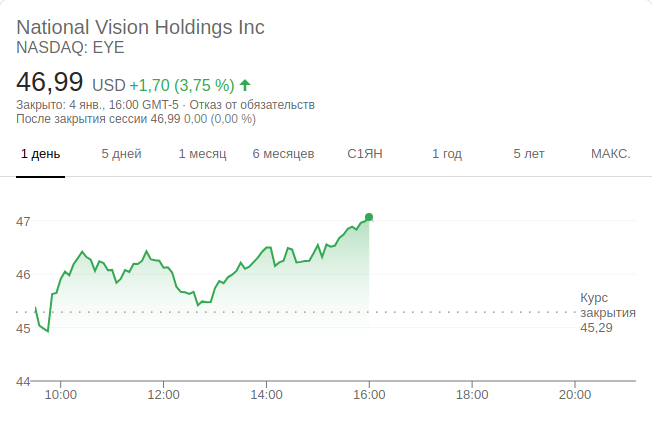 National Vision Holdings Inc
NASDAQ: EYE
46,99 USD +1,70 (3,75 %)
Закрыто: 4 янв., 16:00 GMT-5 · Отказ от обязательств
После закрытия сессии 46,99 0,00 (0,00 %)
1 день 5 дней 1 месяц 6 месяцев С1ЯН 1 год 5 лет МАКС.
47
46
Курс
закрытия
45,29
45
44
10:00 12:00 14:00 16:00 18:00 20:00